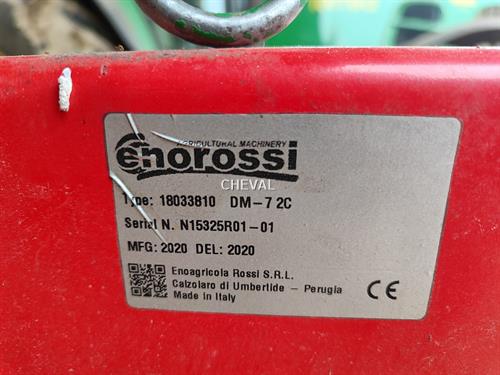 AGRICULTURAL MACHINERY
enorossi
CHEVAL
Type: 18033810 DM-7 2C
Serial N. N15325R01-01
MFG: 2020 DEL: 2020
Enoagricola Rossi S.R.L.
Calzolaro di Umbertide - Perugia
Made in Italy
CE